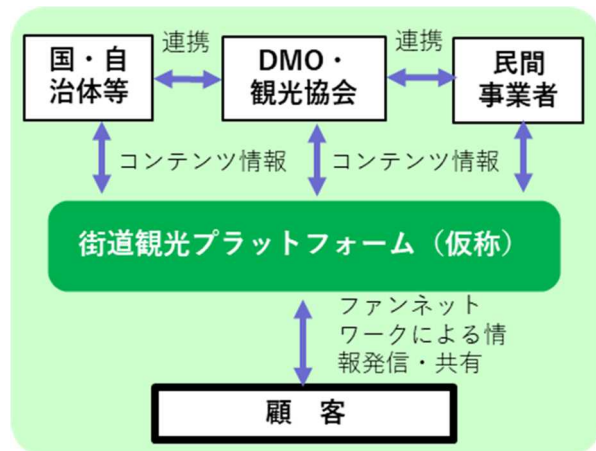 連携
連携
国・自
治体等
DMO・
観光協会
民間
事業者
コンテンツ情報
コンテンツ情報
街道観光プラットフォーム（仮称）
ファンネット
ワークによる情
報発信・共有
顧　客